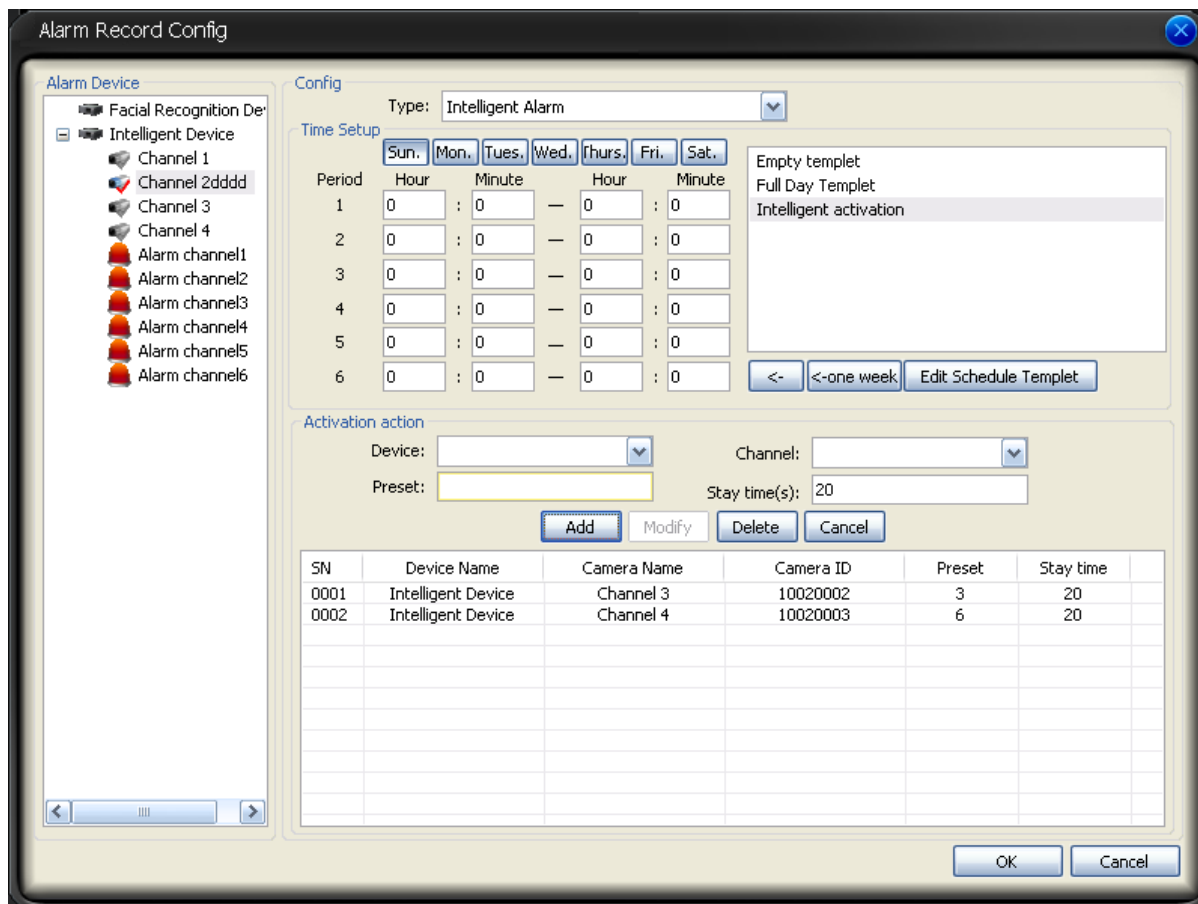 Alarm Record Config
Alarm Device
Facial Recognition De
Intelligent Device
Channel 1
Channel 2dddd
Channel 3
Channel 4
Alarm channel1
Alarm channel2
Alarm channel3
Alarm channel4
Alarm channel5
Alarm channel6
Config
Type: Intelligent Alarm
Time Setup
Sun. Mon. Tues. Wed. Thurs. Fri. Sat.
Period Hour Minute Hour Minute
1 0 : 0 — 0 : 0
2 0 : 0 — 0 : 0
3 0 : 0 — 0 : 0
4 0 : 0 — 0 : 0
5 0 : 0 — 0 : 0
6 0 : 0 — 0 : 0
Empty templet
Full Day Templet
Intelligent activation
<- <-one week Edit Schedule Templet
Activation action
Device: Channel:
Preset: Stay time(s): 20
Add Modify Delete Cancel
SN Device Name Camera Name Camera ID Preset Stay time
0001 Intelligent Device Channel 3 10020002 3 20
0002 Intelligent Device Channel 4 10020003 6 20
OK Cancel